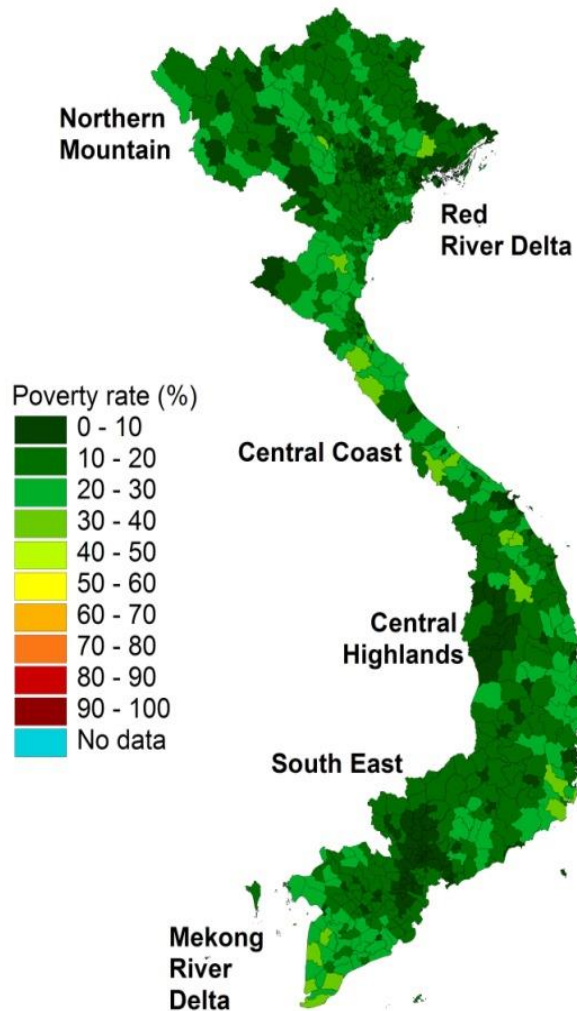 Northern
Mountain
Red
River Delta
Poverty rate (%)
0 - 10
10 - 20
20 - 30
30 - 40
40 - 50
50 - 60
60 - 70
70 - 80
80 - 90
90 - 100
No data
Central Coast
Central
Highlands
South East
Mekong
River
Delta